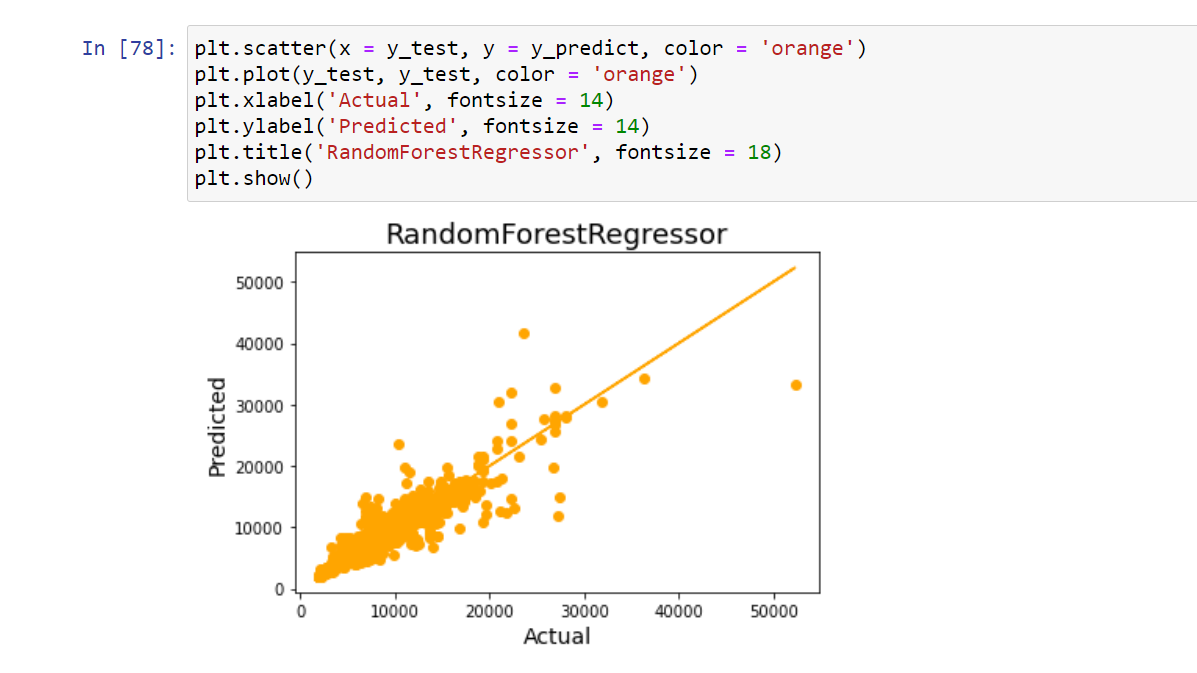 In [78]: plt.scatter(x = y_test, y = y_predict, color = 'orange')
plt.plot(y_test, y_test, color = 'orange')
plt.xlabel('Actual', fontsize = 14)
plt.ylabel('Predicted', fontsize = 14)
plt.title('RandomForestRegressor', fontsize = 18)
plt.show()
RandomForestRegressor
50000
40000
30000
20000
10000
0
Predicted
0 10000 20000 30000 40000 50000
Actual